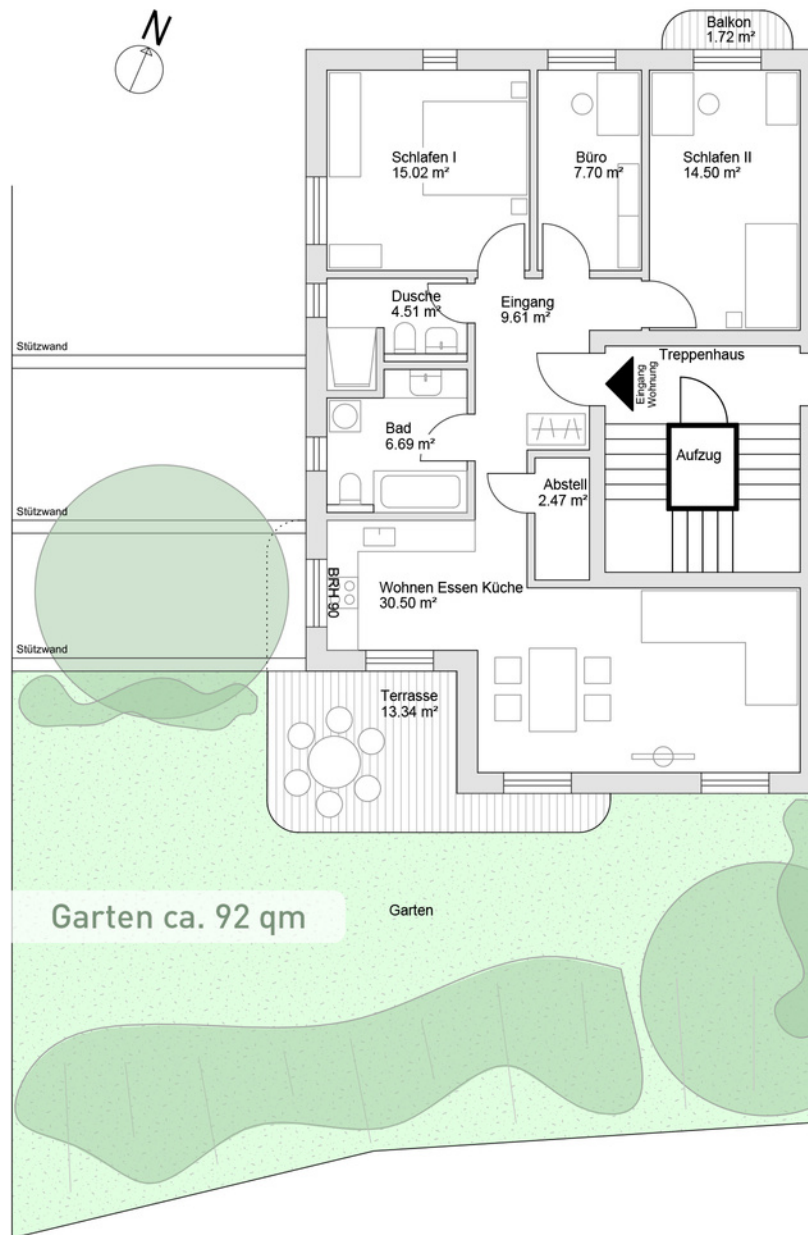 N
Balkon
1.72 m²
Schlafen I
15.02 m²
Büro
7.70 m²
Schlafen II
14.50 m²
Dusche
4.51 m²
Eingang
9.61 m²
Stützwand
Treppenhaus
Eingang
Wohnung
Bad
6.69 m²
Aufzug
Abstell
2.47 m²
Stützwand
BRH 90
Wohnen Essen Küche
30.50 m²
Stützwand
Terrasse
13.34 m²
Garten ca. 92 qm
Garten